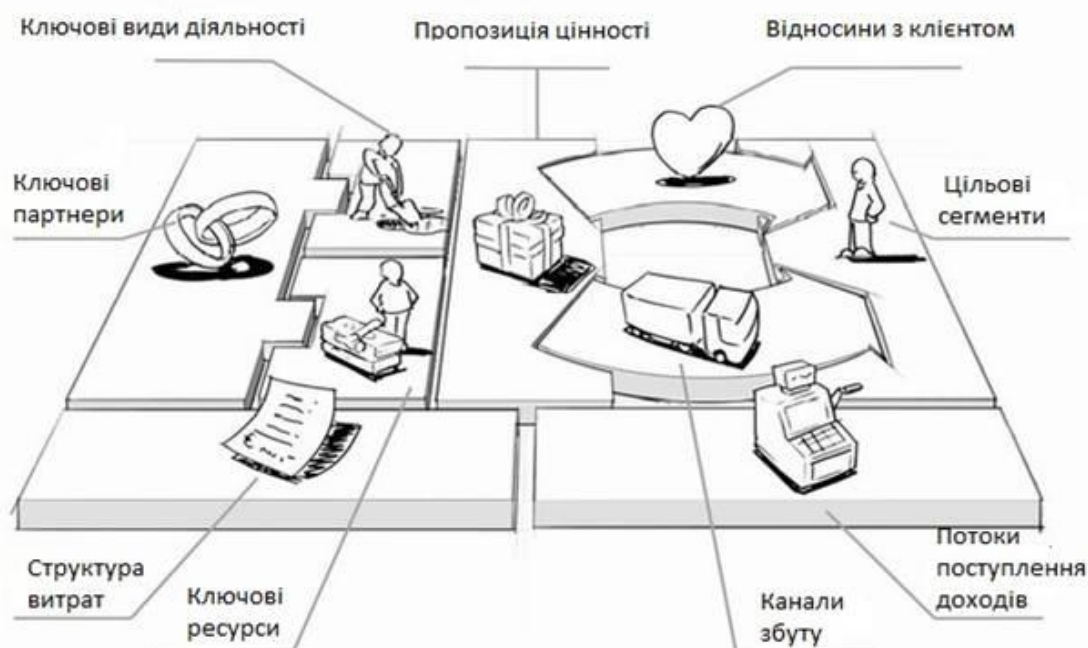 Ключові види діяльності
Пропозиція цінності
Відносини з клієнтом
Ключові
партнери
Цільові
сегменти
Структура
витрат
Ключові
ресурси
Канали
збуту
Потоки
поступлення
доходів